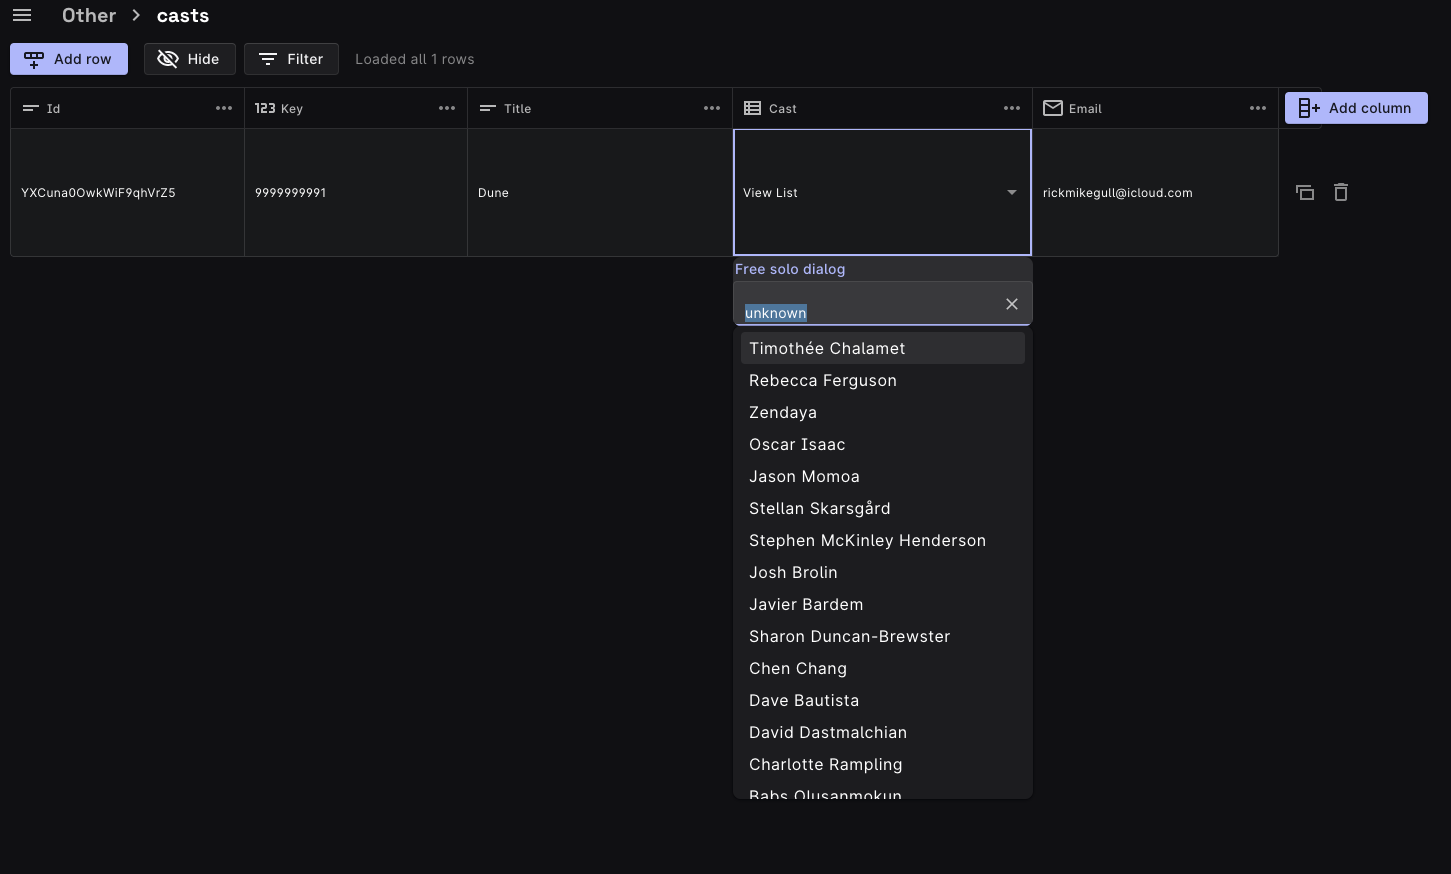 Other > casts
Add row
Hide
Filter
Loaded all 1 rows
Id
123 Key
Title
Cast
Email
Add column
YXCuna0OwkWiF9qhVrZ5
9999999991
Dune
View List
rickmikegull@icloud.com
Free solo dialog
unknown
Timothée Chalamet
Rebecca Ferguson
Zendaya
Oscar Isaac
Jason Momoa
Stellan Skarsgård
Stephen McKinley Henderson
Josh Brolin
Javier Bardem
Sharon Duncan-Brewster
Chen Chang
Dave Bautista
David Dastmalchian
Charlotte Rampling
Babs Olusanmokun